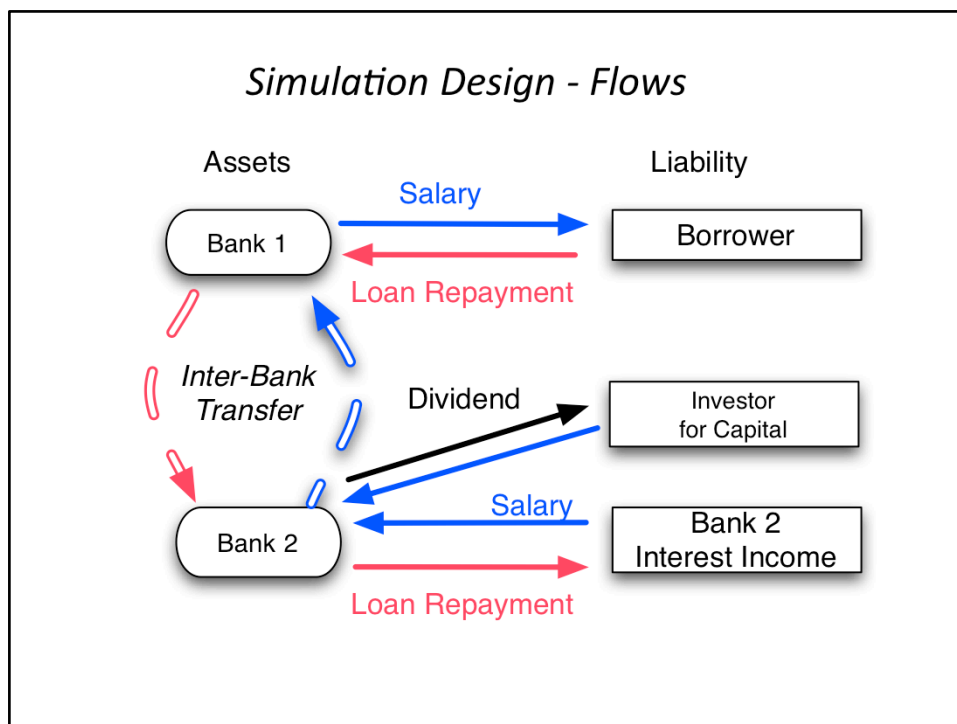 Simulation Design - Flows
Assets
Liability
Salary
Bank 1
Borrower
Loan Repayment
Inter-Bank
Transfer
Dividend
Investor
for Capital
Salary
Bank 2
Bank 2
Interest Income
Loan Repayment